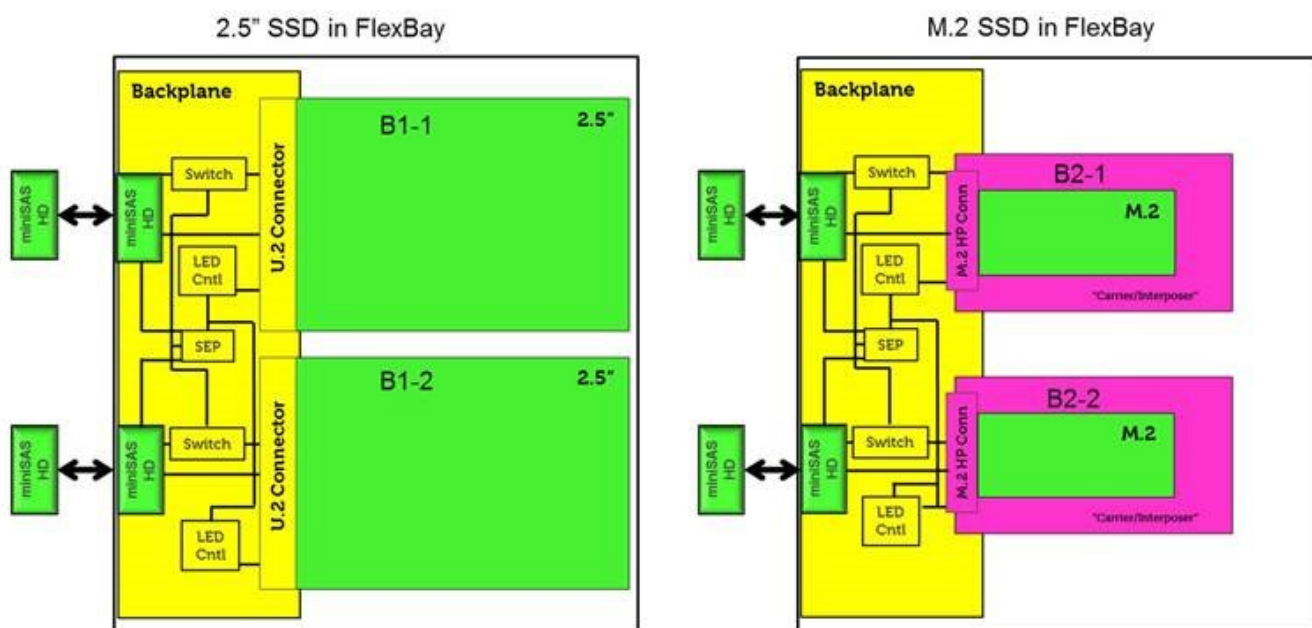 2.5” SSD in FlexBay
Backplane
B1-1
2.5”
U.2 Connector
Switch
miniSAS
HD
miniSAS
HD
LED
Cntl
SEP
B1-2
2.5”
U.2 Connector
Switch
miniSAS
HD
miniSAS
HD
LED
Cntl
M.2 SSD in FlexBay
Backplane
B2-1
M.2
M.2 HP Conn
Switch
miniSAS
HD
miniSAS
HD
LED
Cntl
"Carrier/Interposer"
SEP
B2-2
M.2
M.2 HP Conn
Switch
miniSAS
HD
miniSAS
HD
LED
Cntl
"Carrier/Interposer"